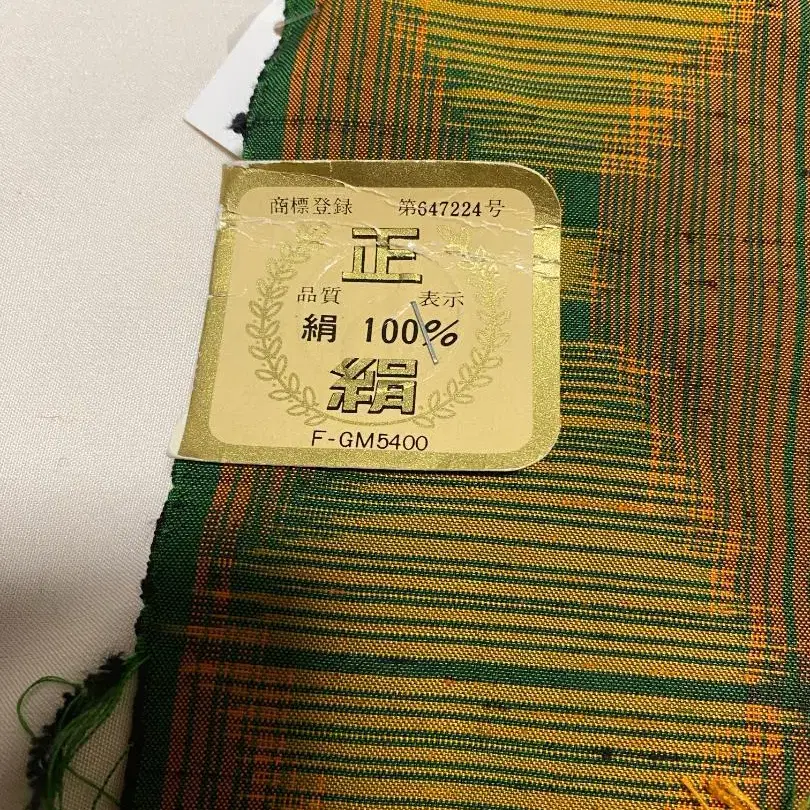 商標登録 第647224号
正
品質 表示
絹 100%
絹
F-GM5400